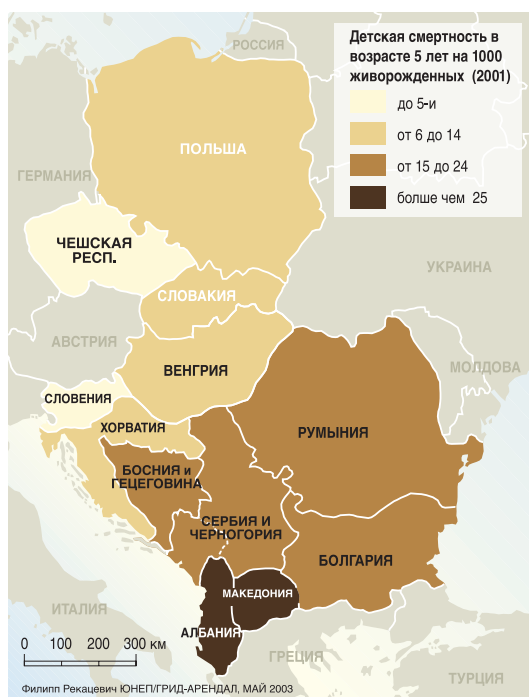 РОССИЯ
Детская смертность в
возрасте 5 лет на 1000
живорожденных (2001)
до 5-и
от 6 до 14
от 15 до 24
болше чем 25
ПОЛЬША
ГЕРМАНИЯ
ЧЕШСКАЯ
РЕСП.
УКРАИНА
СЛОВАКИЯ
АВСТРИЯ
МОЛДОВА
ВЕНГРИЯ
СЛОВЕНИЯ
ХОРВАТИЯ
РУМЫНИЯ
БОСНИЯ и
ГЕЦЕГОВИНА
СЕРБИЯ И
ЧЕРНОГОРИЯ
БОЛГАРИЯ
МАКЕДОНИЯ
ИТАЛИЯ
АЛБАНИЯ
0 100 200 300 км
ГРЕЦИЯ
ТУРЦИЯ
Филипп Рекацевич ЮНЕП/ГРИД-АРЕНДАЛ, МАЙ 2003